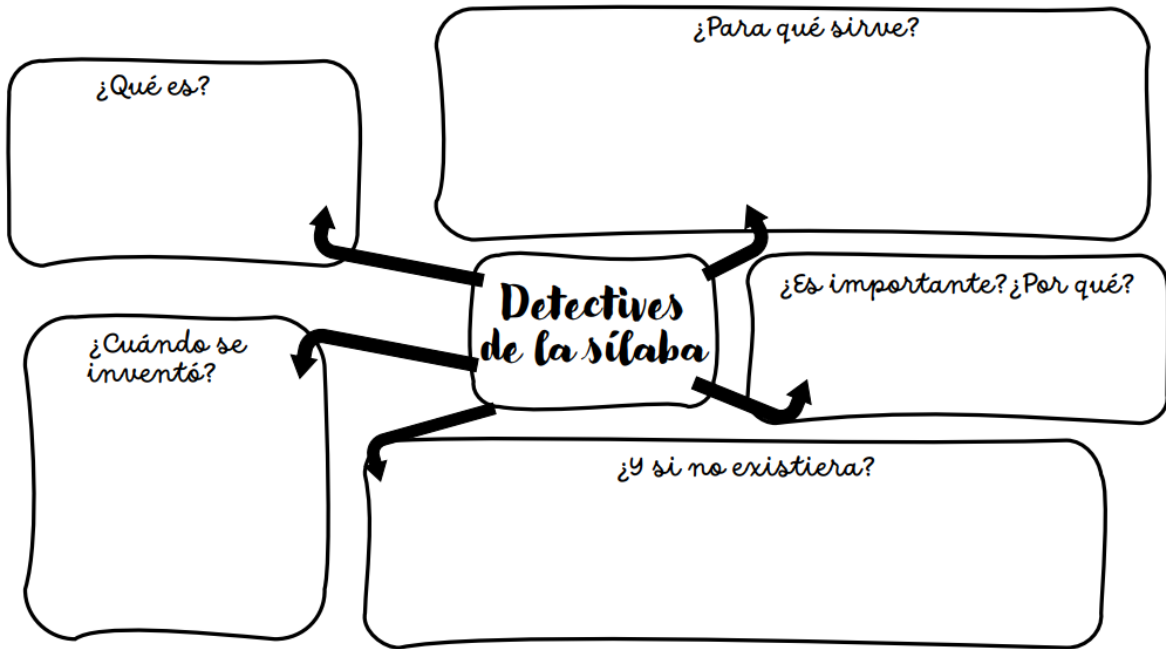 ¿Para qué sirve?
¿Qué es?
Detectives
de la sílaba
¿Es importante?¿Por qué?
¿Cuándo se
inventó?
¿Y si no existiera?